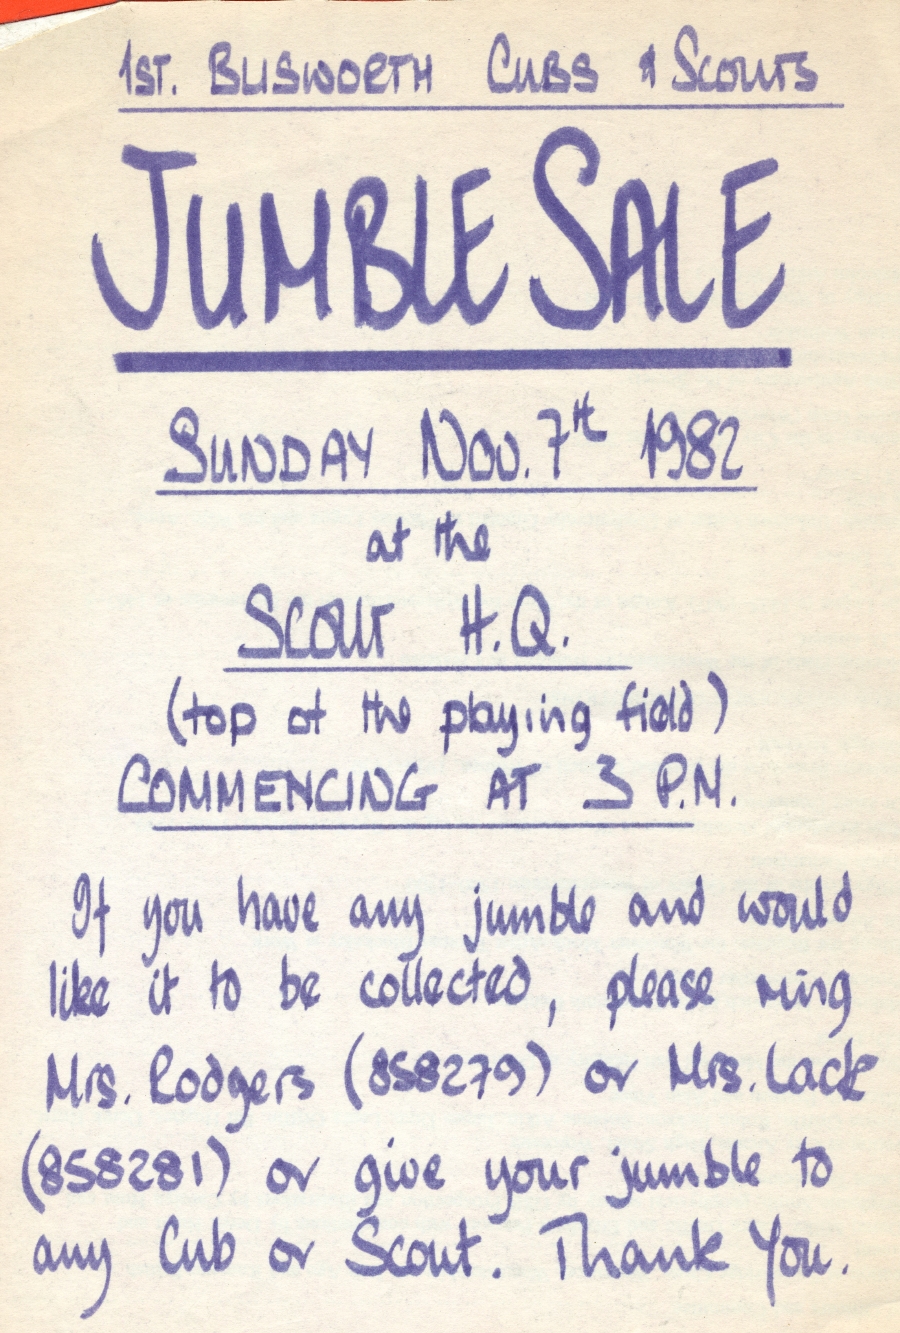 1ST. BLISWORTH CUBS & SCOUTS
JUMBLE SALE
SUNDAY NOV. 7th 1982
at the
SCOUT H.Q.
(top of the playing field)
COMMENCING AT 3 P.M.
If you have any jumble and would
like it to be collected, please ring
Mrs. Rodgers (858279) or Mrs. Lack
(858281) or give your jumble to
any Cub or Scout. Thank You.